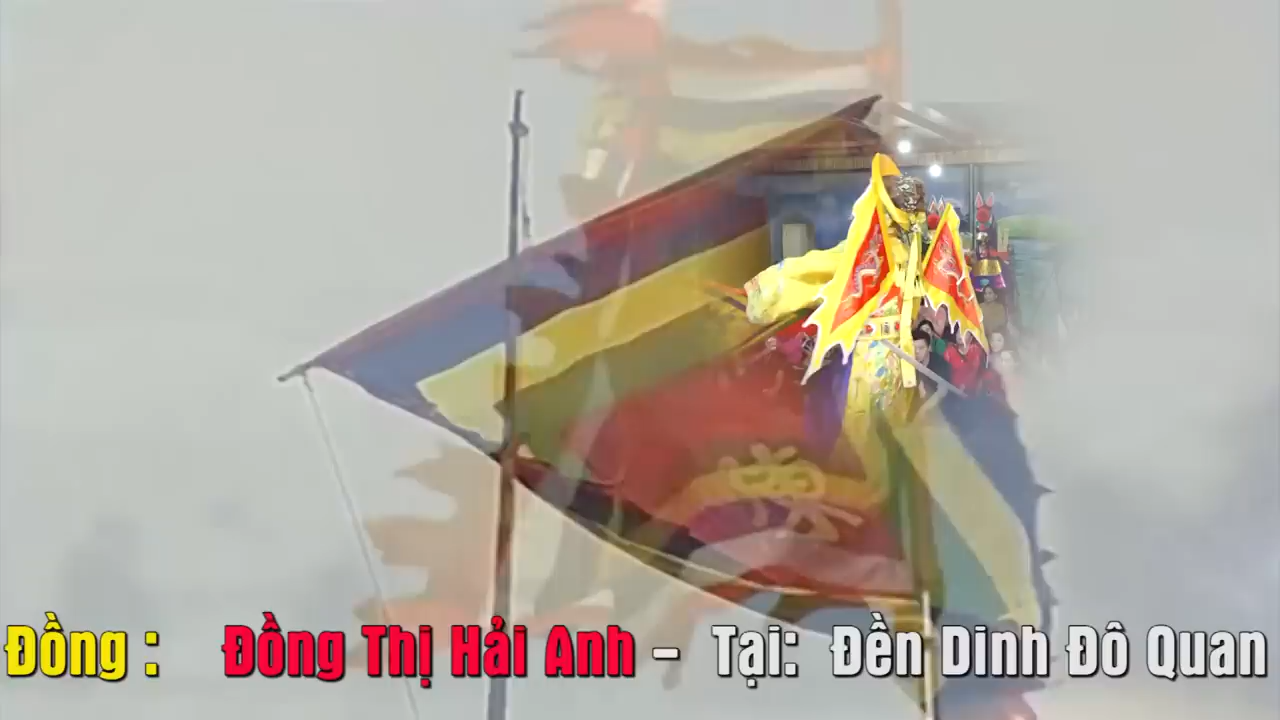 Đồng : Đồng Thị Hải Anh - Tại: Đền Dinh Đô Quan